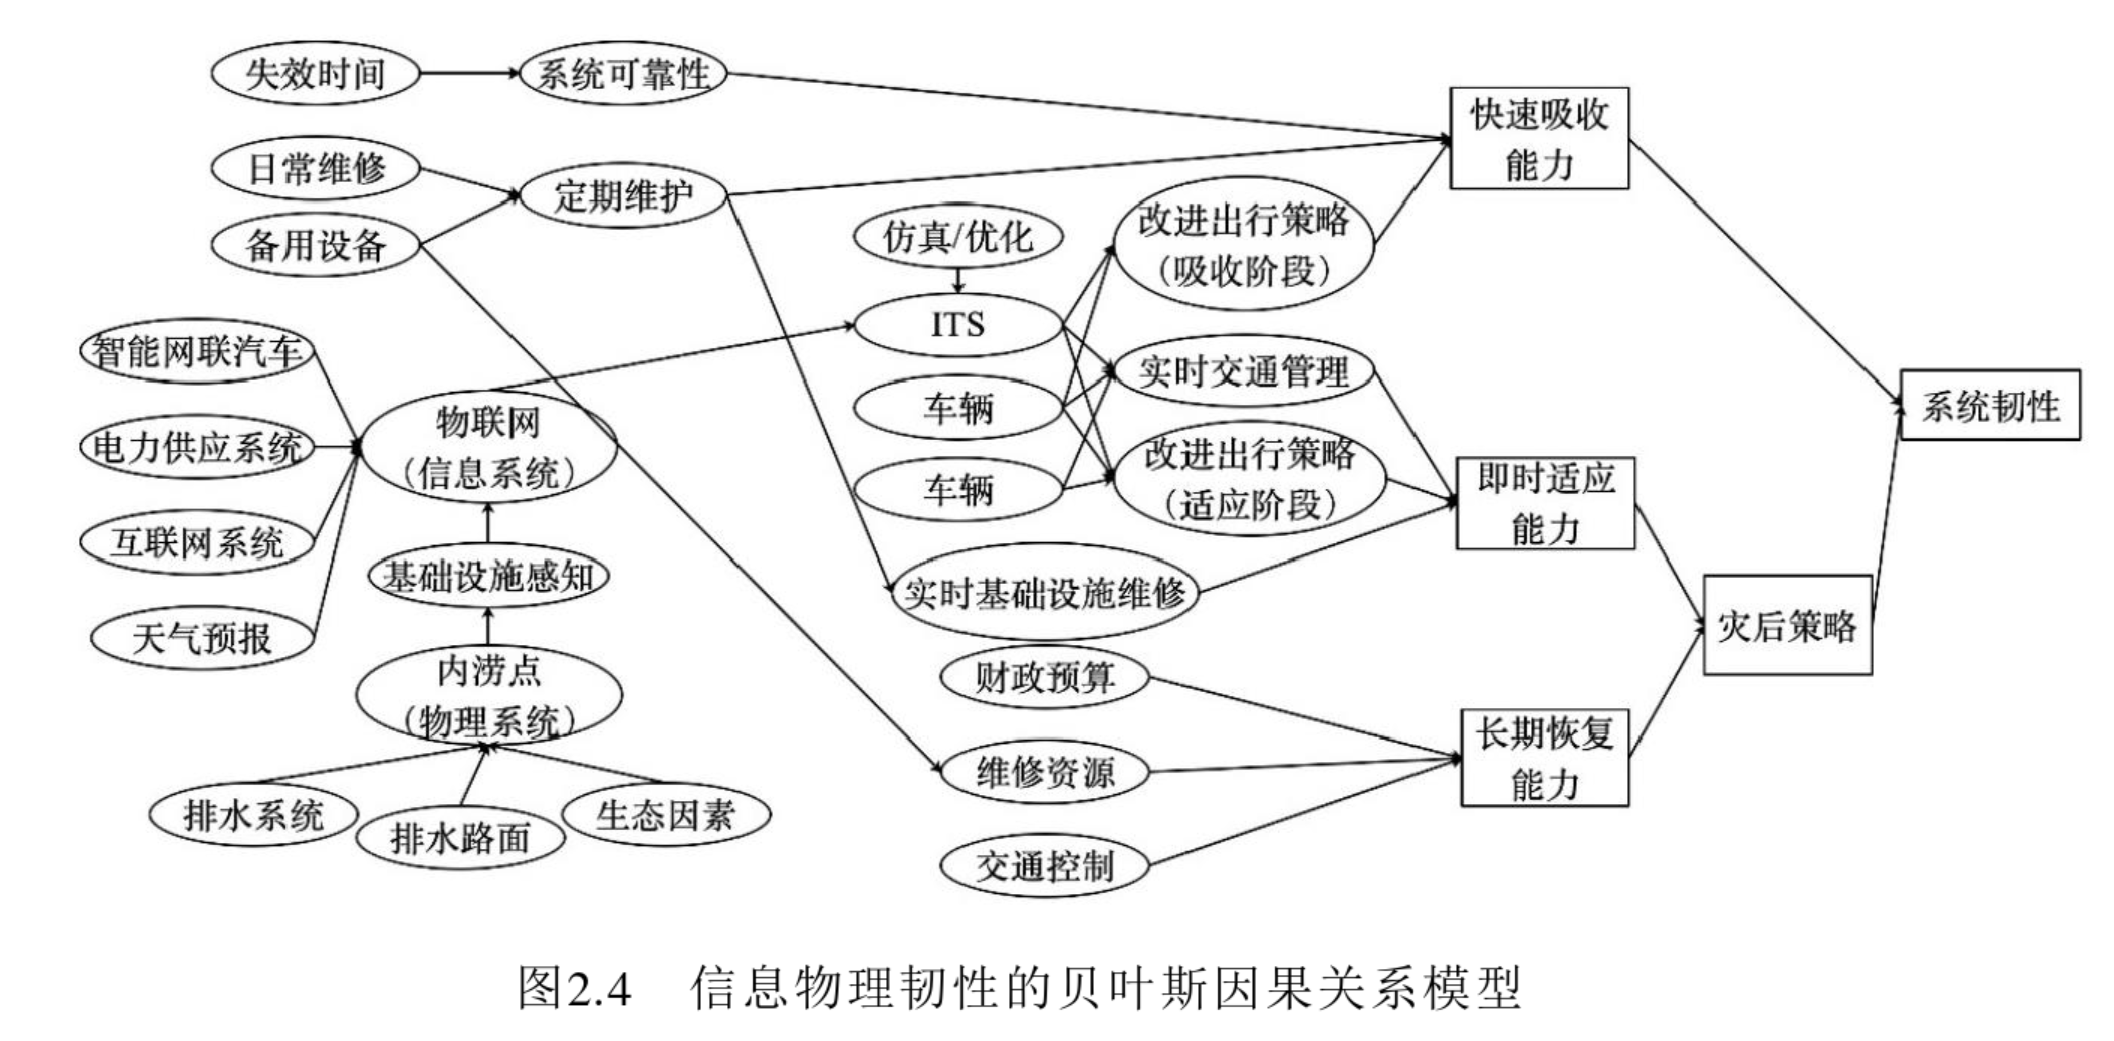 失效时间
系统可靠性
快速吸收
能力
日常维修
定期维护
备用设备
仿真/优化
改进出行策略
（吸收阶段）
ITS
智能网联汽车
实时交通管理
车辆
系统韧性
物联网
（信息系统）
电力供应系统
改进出行策略
（适应阶段）
车辆
即时适应
能力
互联网系统
基础设施感知
实时基础设施维修
灾后策略
天气预报
内涝点
（物理系统）
财政预算
长期恢复
能力
维修资源
排水系统
排水路面
生态因素
交通控制
图2.4 信息物理韧性的贝叶斯因果关系模型